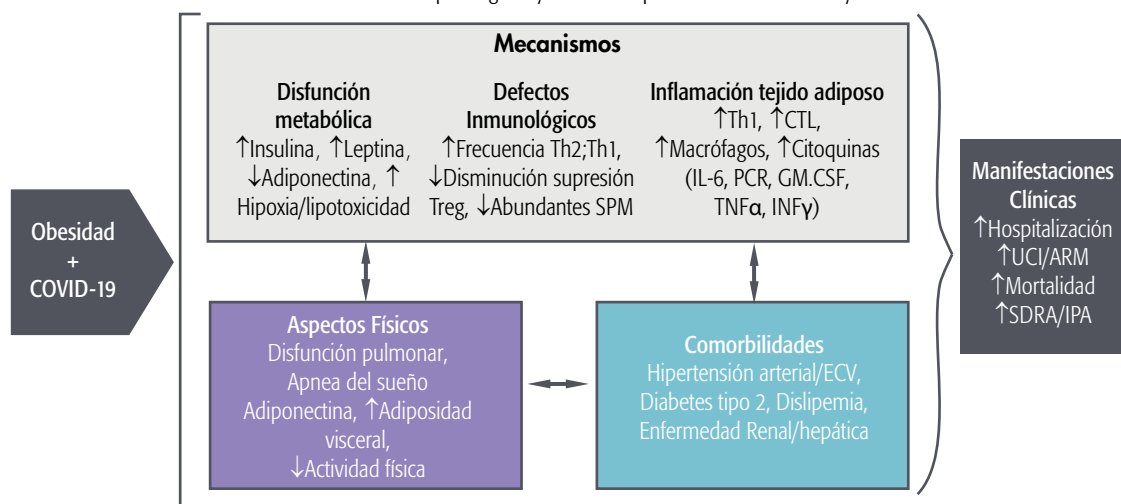 Mecanismos
Disfunción
metabólica
↑Insulina, ↑Leptina,
↓Adiponectina, ↑
Hipoxia/lipotoxicidad
Defectos
Inmunológicos
↑Frecuencia Th2;Th1,
↓Disminución supresión
Treg, ↓Abundantes SPM
Inflamación tejido adiposo
↑Th1, ↑CTL,
↑Macrófagos, ↑Citoquinas
(IL-6, PCR, GM.CSF,
TNFα, INFγ)
Obesidad
+
COVID-19
Manifestaciones
Clínicas
↑Hospitalización
↑UCI/ARM
↑Mortalidad
↑SDRA/IPA
Aspectos Físicos
Disfunción pulmonar,
Apnea del sueño
Adiponectina, ↑Adiposidad
visceral,
↓Actividad física
Comorbilidades
Hipertensión arterial/ECV,
Diabetes tipo 2, Dislipemia,
Enfermedad Renal/hepática